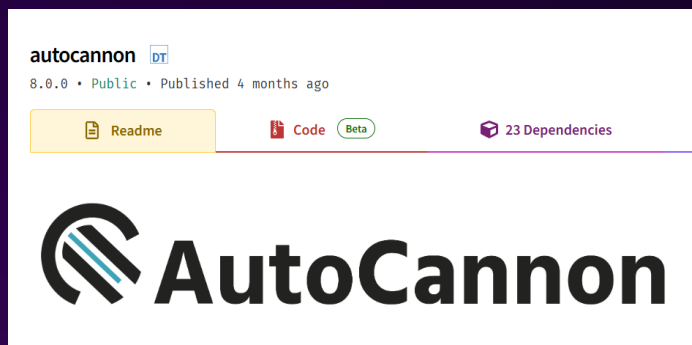 autocannon DT
8.0.0 • Public • Published 4 months ago
Readme
Code Beta
23 Dependencies
AutoCannon